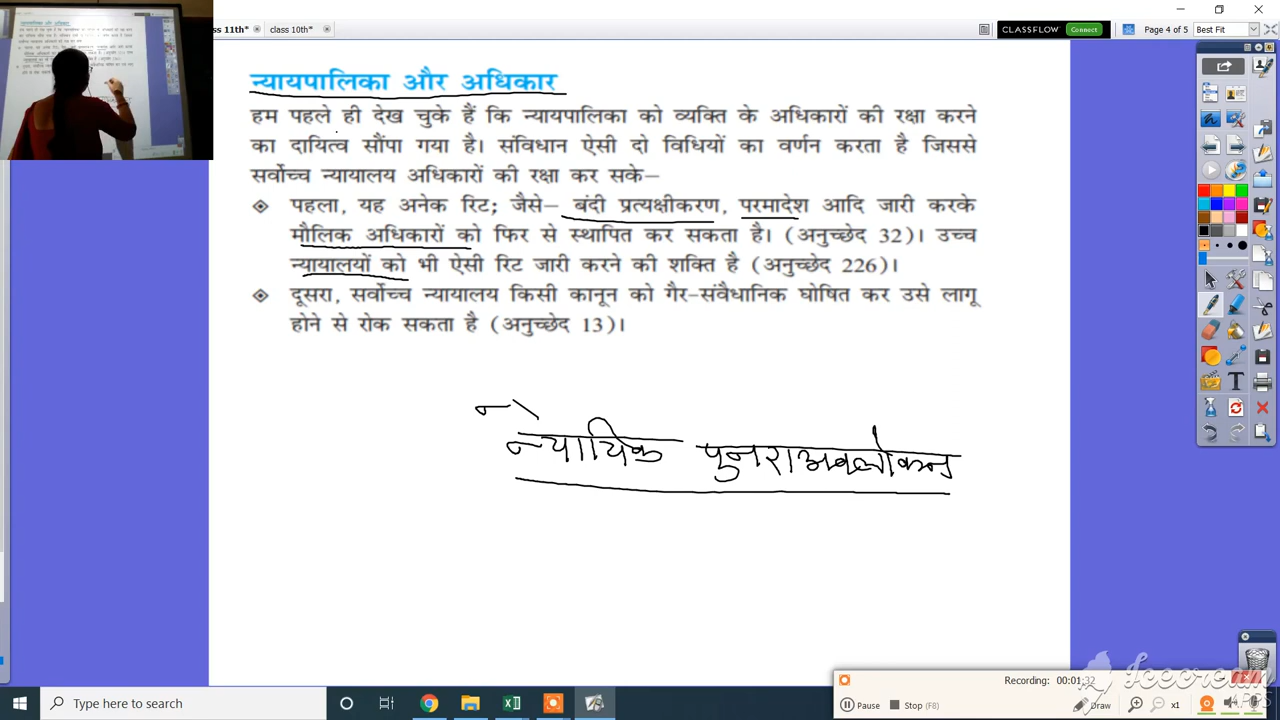 class 11th*
class 10th*
CLASSFLOW
Connect
Page 4 of 5
Best Fit
न्यायपालिका और अधिकार
हम पहले ही देख चुके हैं कि न्यायपालिका को व्यक्ति के अधिकारों की रक्षा करने
का दायित्व सौंपा गया है। संविधान ऐसी दो विधियों का वर्णन करता है जिससे
सर्वोच्च न्यायालय अधिकारों की रक्षा कर सके–
पहला, यह अनेक रिट; जैसे– बंदी प्रत्यक्षीकरण, परमादेश आदि जारी करके
मौलिक अधिकारों को फिर से स्थापित कर सकता है। (अनुच्छेद 32)। उच्च
न्यायालयों को भी ऐसी रिट जारी करने की शक्ति है (अनुच्छेद 226)।
दूसरा, सर्वोच्च न्यायालय किसी कानून को गैर-संवैधानिक घोषित कर उसे लागू
होने से रोक सकता है (अनुच्छेद 13)।
न्यायिक पुनराअवलोकन
Recording: 00:01:32
Pause
Stop (F8)
Draw
x1
Icecream
APPS
Type here to search